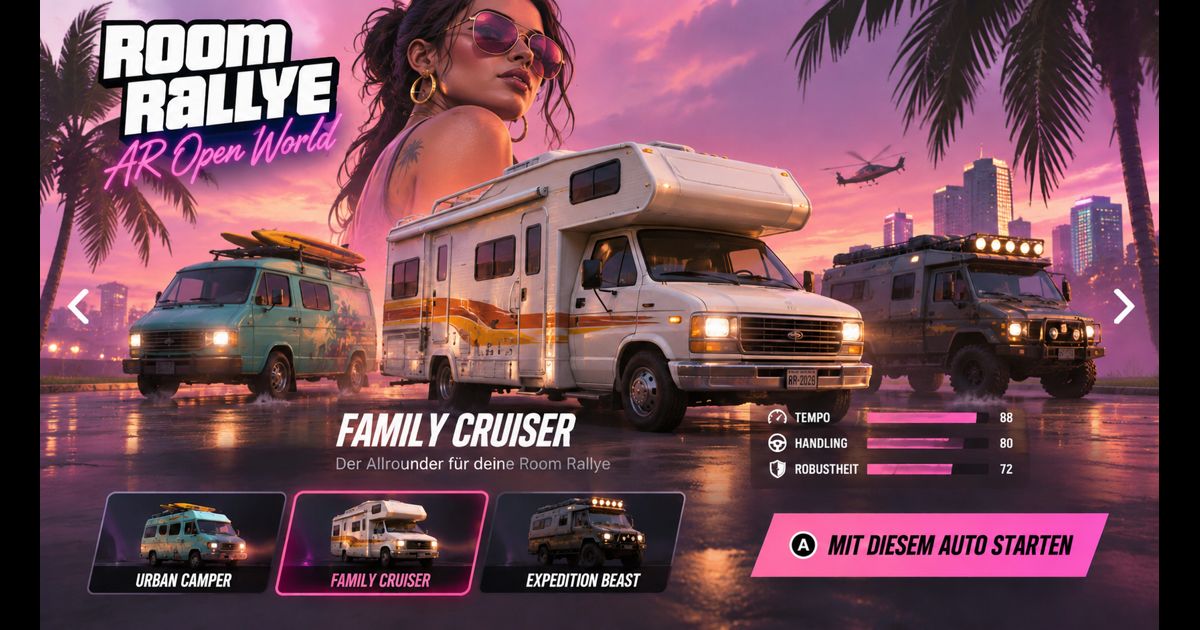 ROOM
RALLYE
AR Open World
RR-2026
FAMILY CRUISER
Der Allrounder für deine Room Rallye
TEMPO 88
HANDLING 80
ROBUSTHEIT 72
URBAN CAMPER
FAMILY CRUISER
EXPEDITION BEAST
A MIT DIESEM AUTO STARTEN